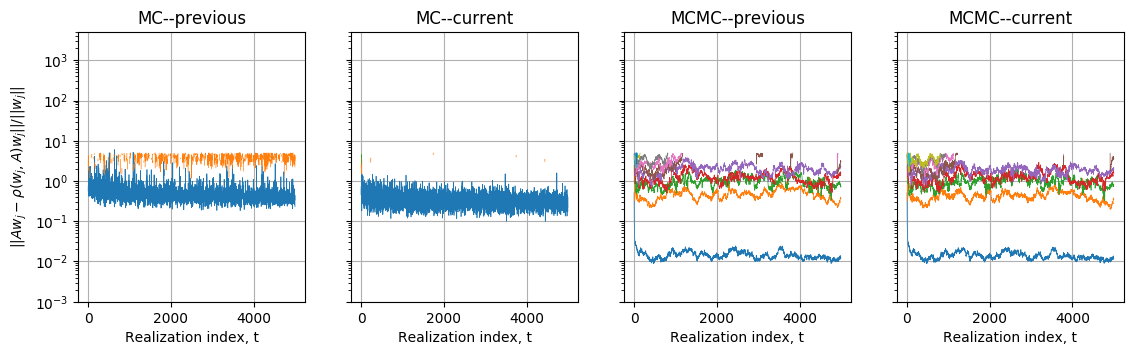 MC--previous
MC--current
MCMC--previous
MCMC--current
||Aw_j − ρ(w_j, A)w_j||/||w_j||
10^3
10^2
10^1
10^0
10^−1
10^−2
10^−3
0 2000 4000
0 2000 4000
0 2000 4000
0 2000 4000
Realization index, t
Realization index, t
Realization index, t
Realization index, t